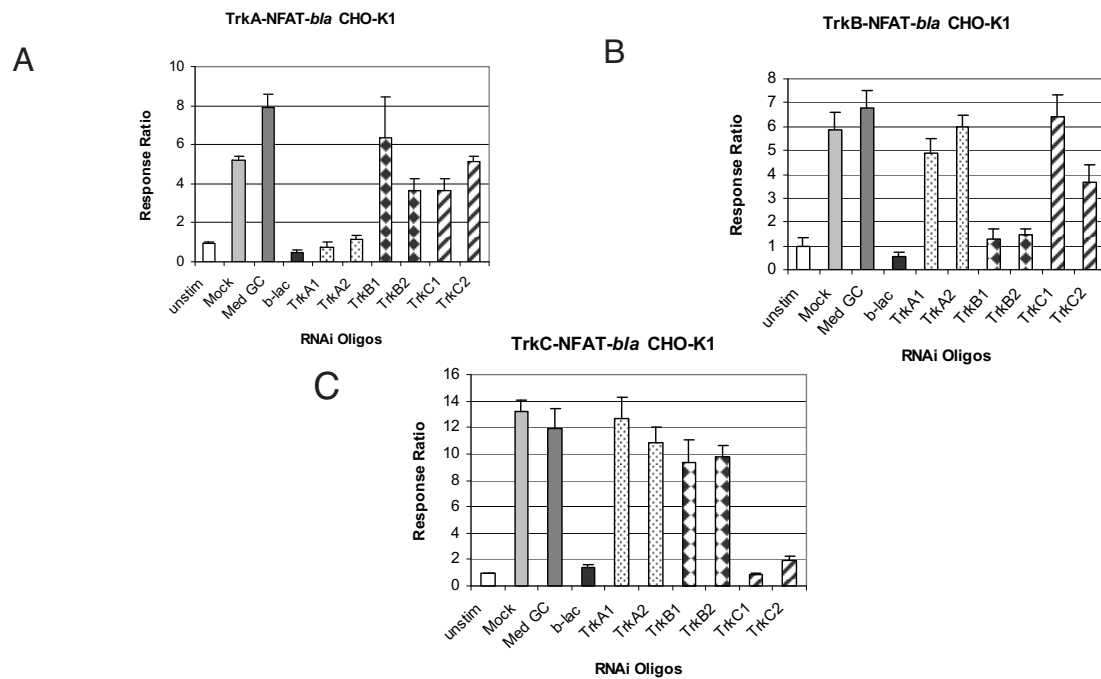 A
TrkA-NFAT-bla CHO-K1
Response Ratio
10
8
6
4
2
0
unstim
Mock
Med GC
b-lac
TrkA1
TrkA2
TrkB1
TrkB2
TrkC1
TrkC2
RNAi Oligos
B
TrkB-NFAT-bla CHO-K1
Response Ratio
8
7
6
5
4
3
2
1
0
unstim
Mock
Med GC
b-lac
TrkA1
TrkA2
TrkB1
TrkB2
TrkC1
TrkC2
RNAi Oligos
C
TrkC-NFAT-bla CHO-K1
Response Ratio
16
14
12
10
8
6
4
2
0
unstim
Mock
Med GC
b-lac
TrkA1
TrkA2
TrkB1
TrkB2
TrkC1
TrkC2
RNAi Oligos